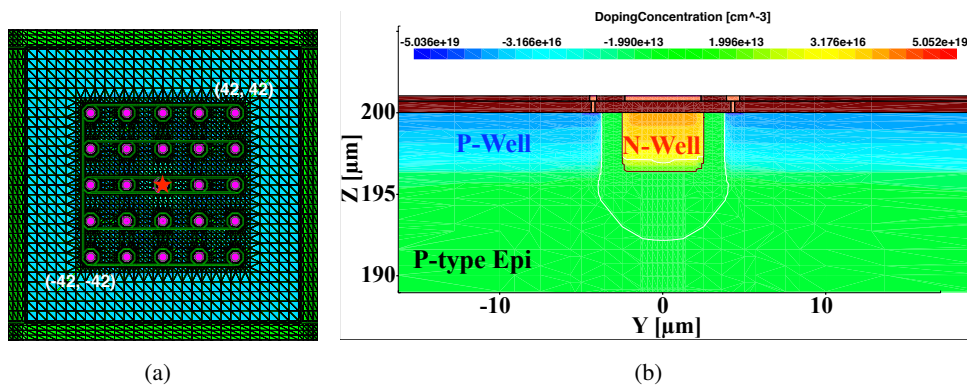 (42, 42)
(-42, -42)
(a)
DopingConcentration [cm^-3]
-5.036e+19 -3.166e+16 -1.990e+13 1.996e+13 3.176e+16 5.052e+19
200
P-Well
N-Well
Z [µm]
195
P-type Epi
190
-10 0 10
Y [µm]
(b)